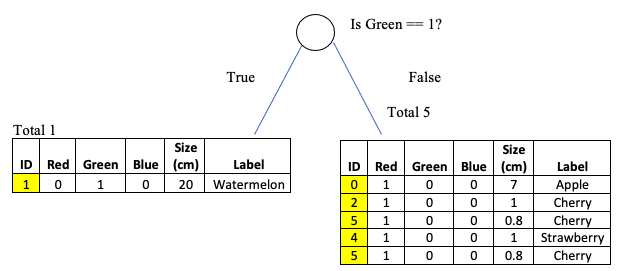 Is Green == 1?
True
False
Total 5
Total 1
ID Red Green Blue Size (cm) Label
1 0 1 0 20 Watermelon
ID Red Green Blue Size (cm) Label
0 1 0 0 7 Apple
2 1 0 0 1 Cherry
5 1 0 0 0.8 Cherry
4 1 0 0 1 Strawberry
5 1 0 0 0.8 Cherry